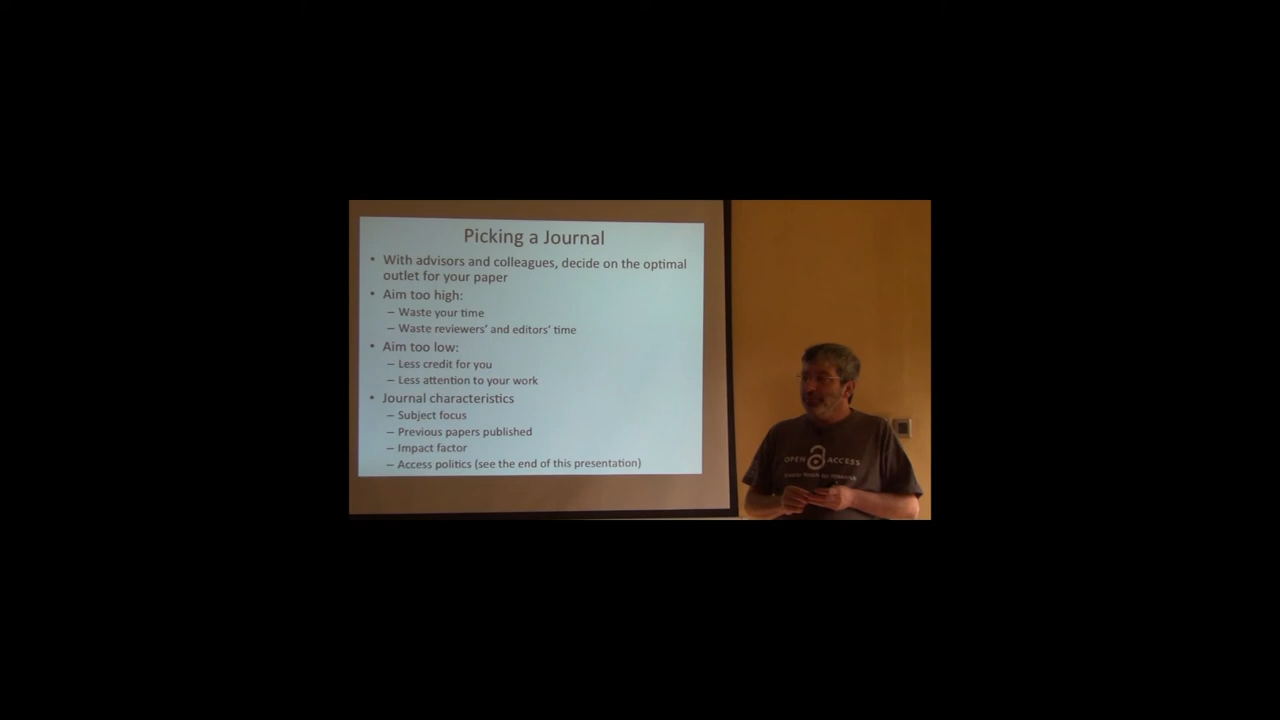 Picking a Journal
• With advisors and colleagues, decide on the optimal
outlet for your paper
• Aim too high:
– Waste your time
– Waste reviewers' and editors' time
• Aim too low:
– Less credit for you
– Less attention to your work
• Journal characteristics
– Subject focus
– Previous papers published
– Impact factor
– Access politics (see the end of this presentation)
OPEN ACCESS